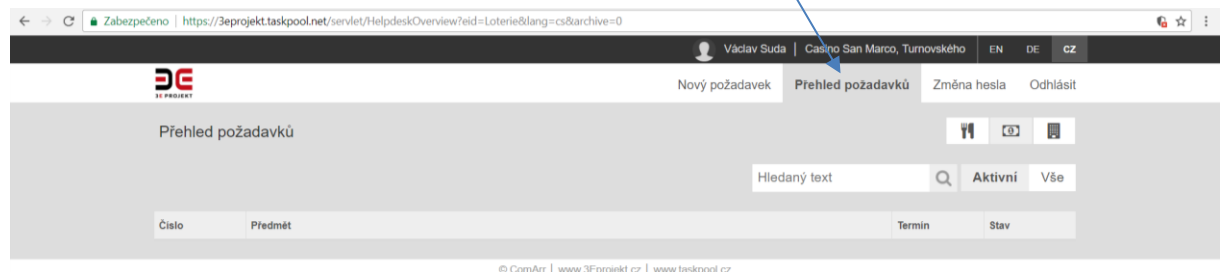 Zabezpečeno | https://3eprojekt.taskpool.net/servlet/HelpdeskOverview?eid=Loterie&lang=cs&archive=0
Václav Suda | Casino San Marco, Turnovského EN DE CZ
3E PROJEKT
Nový požadavek Přehled požadavků Změna hesla Odhlásit
Přehled požadavků
Hledaný text Aktivní Vše
Číslo Předmět Termín Stav
© ComArr | www.3Eprojekt.cz | www.taskpool.cz